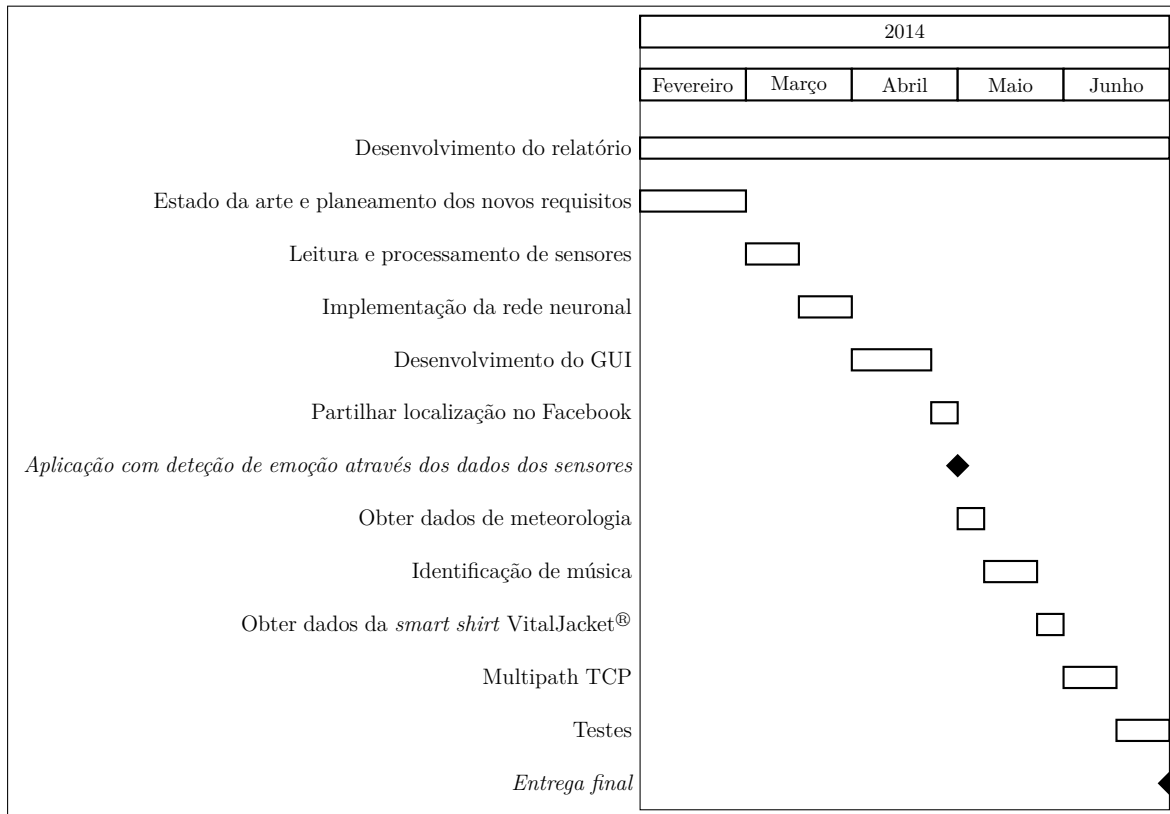 2014
Fevereiro Março Abril Maio Junho
Desenvolvimento do relatório
Estado da arte e planeamento dos novos requisitos
Leitura e processamento de sensores
Implementação da rede neuronal
Desenvolvimento do GUI
Partilhar localização no Facebook
Aplicação com deteção de emoção através dos dados dos sensores
Obter dados de meteorologia
Identificação de música
Obter dados da smart shirt VitalJacket®
Multipath TCP
Testes
Entrega final